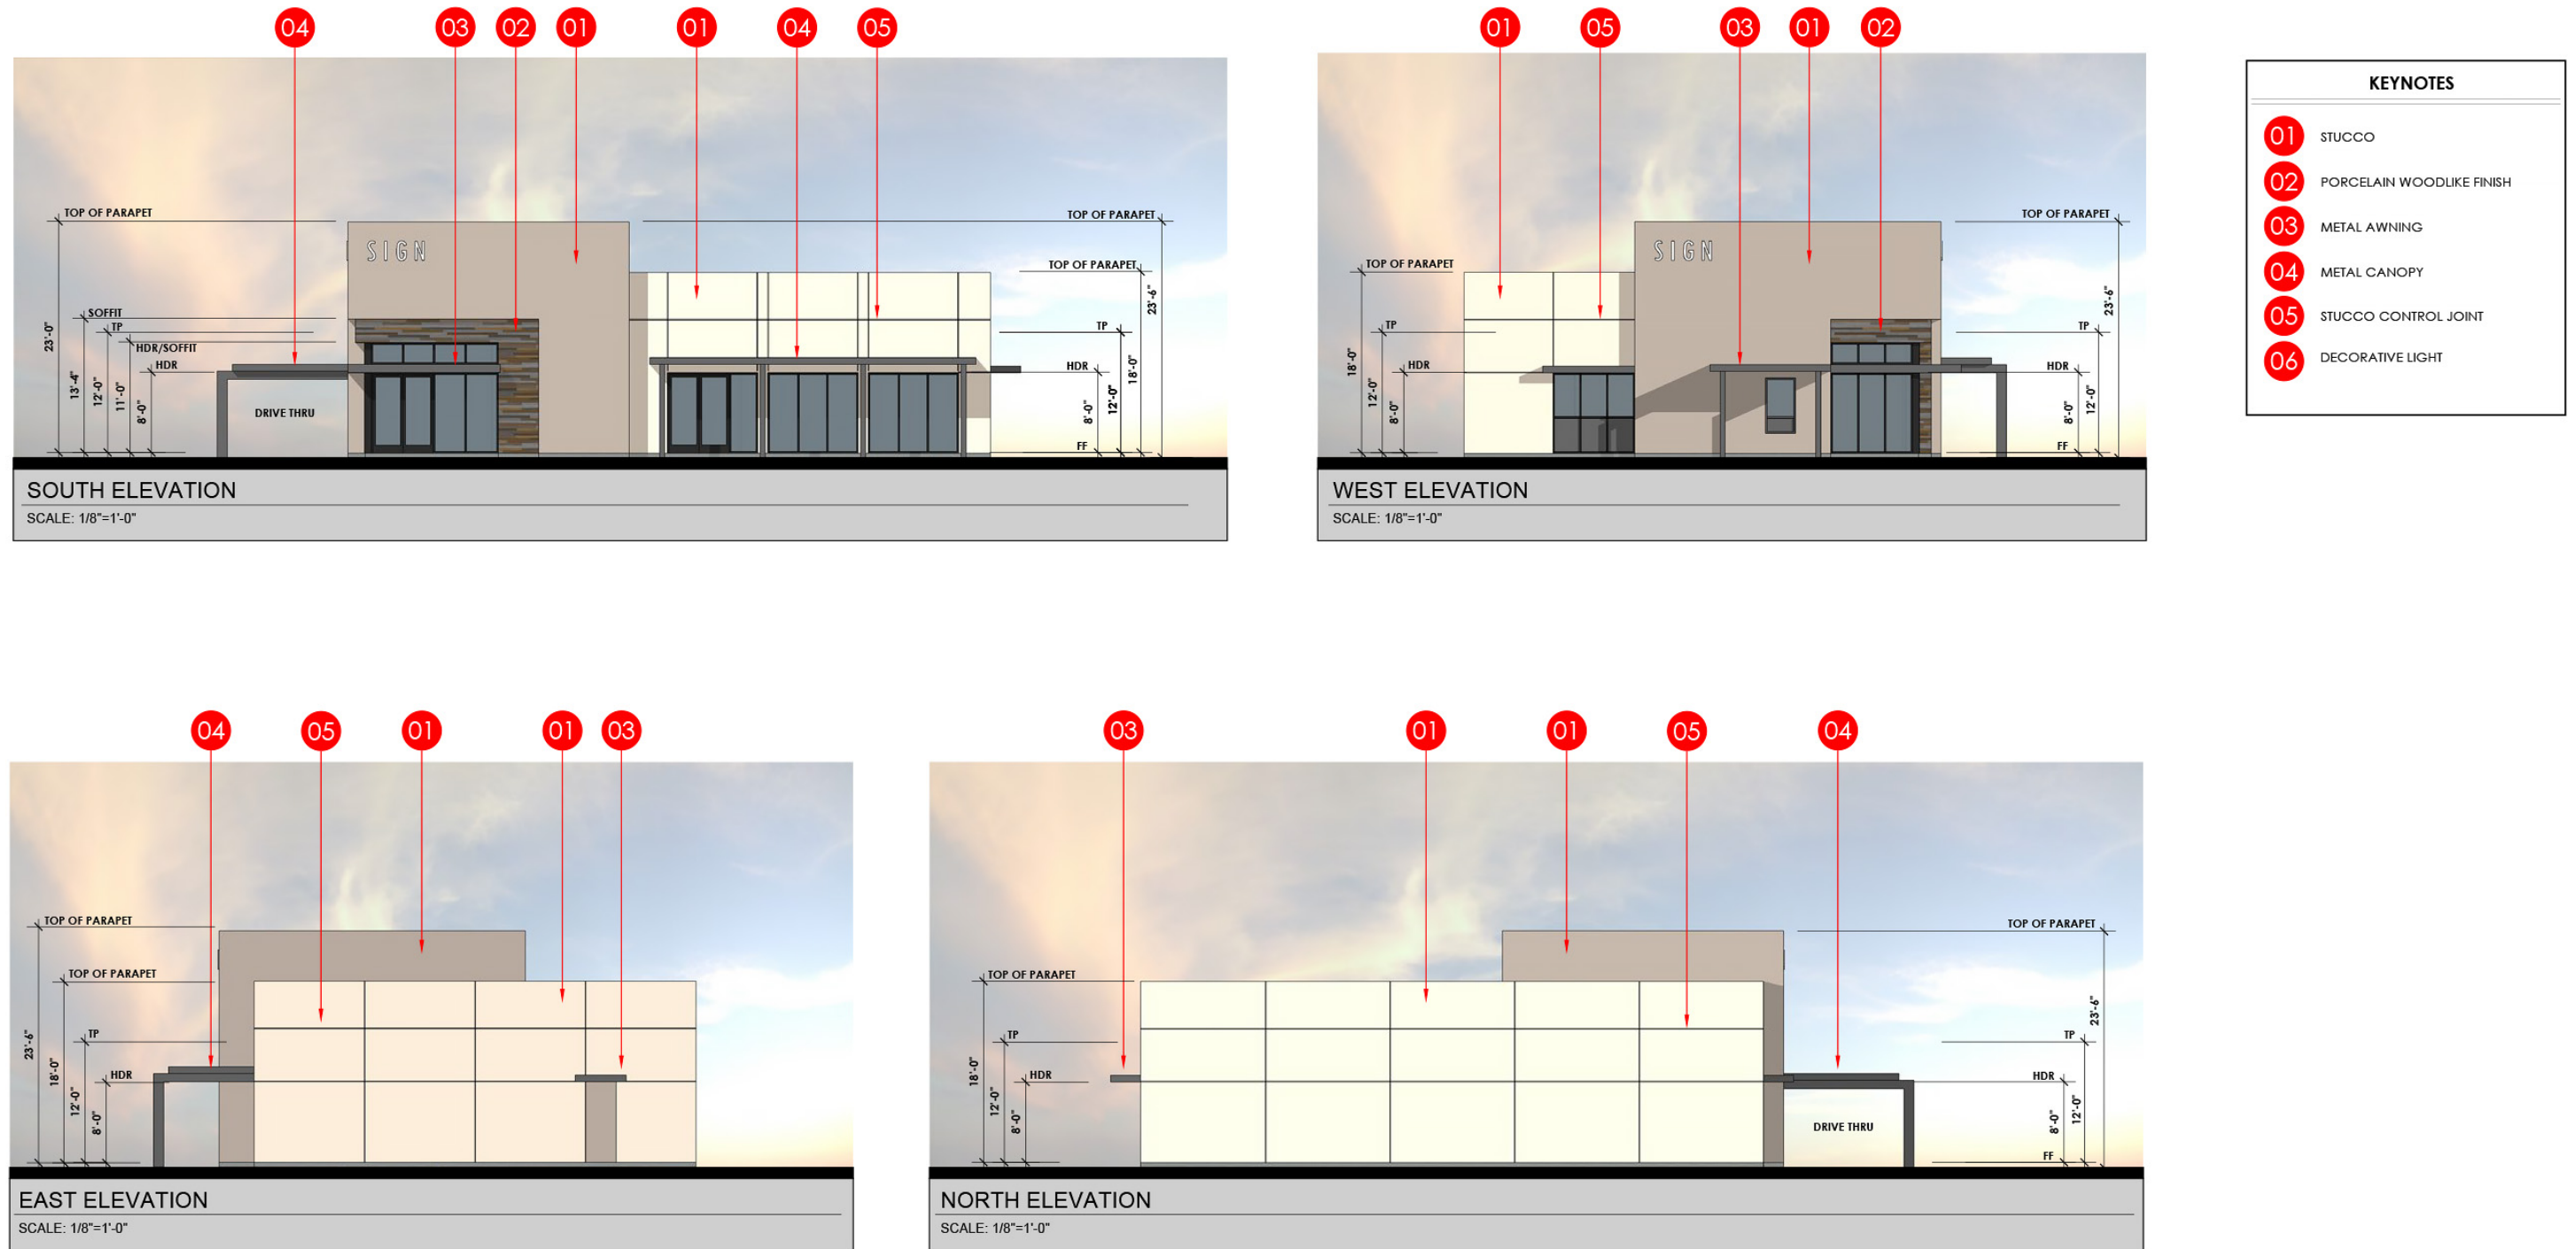 04 03 02 01 01 04 05
TOP OF PARAPET
TOP OF PARAPET
SIGN
TOP OF PARAPET
SOFFIT
TP
HDR/SOFFIT
HDR
TP
HDR
FF
DRIVE THRU
23'-0"
13'-4"
12'-0"
11'-0"
8'-0"
8'-0"
12'-0"
18'-0"
23'-6"
SOUTH ELEVATION
SCALE: 1/8"=1'-0"
01 05 03 01 02
TOP OF PARAPET
SIGN
TOP OF PARAPET
TP
TP
HDR
HDR
FF
18'-0"
12'-0"
8'-0"
8'-0"
12'-0"
23'-6"
WEST ELEVATION
SCALE: 1/8"=1'-0"
KEYNOTES
01 STUCCO
02 PORCELAIN WOODLIKE FINISH
03 METAL AWNING
04 METAL CANOPY
05 STUCCO CONTROL JOINT
06 DECORATIVE LIGHT
04 05 01 01 03
TOP OF PARAPET
TOP OF PARAPET
TP
HDR
23'-6"
18'-0"
12'-0"
8'-0"
EAST ELEVATION
SCALE: 1/8"=1'-0"
03 01 01 05 04
TOP OF PARAPET
TOP OF PARAPET
TP
TP
HDR
HDR
DRIVE THRU
FF
18'-0"
12'-0"
8'-0"
8'-0"
12'-0"
23'-6"
NORTH ELEVATION
SCALE: 1/8"=1'-0"